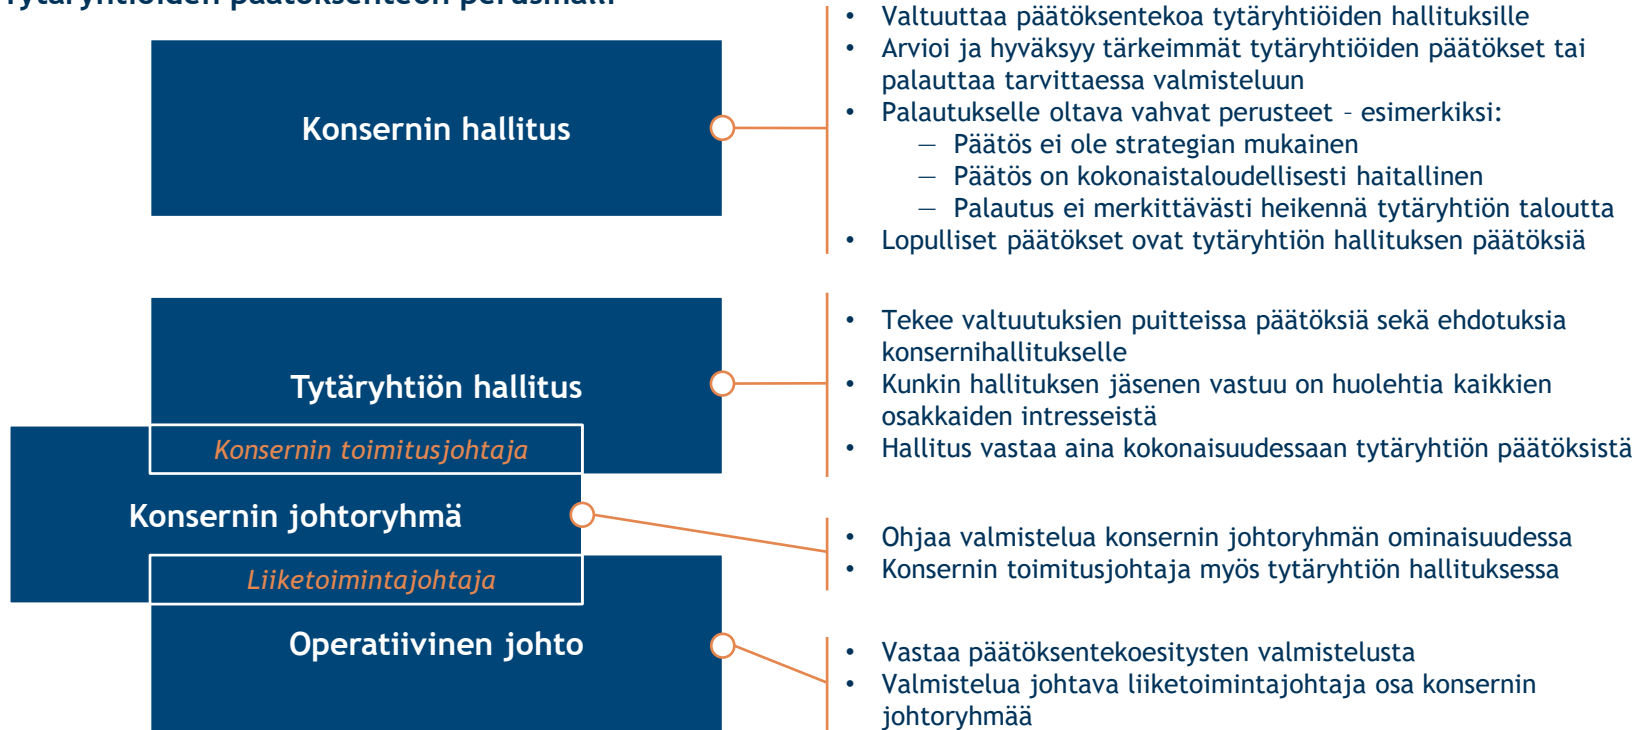 Tytäryhtiöiden päätöksenteon perusmalli
Konsernin hallitus
• Valtuuttaa päätöksentekoa tytäryhtiöiden hallituksille
• Arvioi ja hyväksyy tärkeimmät tytäryhtiöiden päätökset tai
palauttaa tarvittaessa valmisteluun
• Palautukselle oltava vahvat perusteet – esimerkiksi:
— Päätös ei ole strategian mukainen
— Päätös on kokonaistaloudellisesti haitallinen
— Palautus ei merkittävästi heikennä tytäryhtiön taloutta
• Lopulliset päätökset ovat tytäryhtiön hallituksen päätöksiä
Tytäryhtiön hallitus
• Tekee valtuutuksien puitteissa päätöksiä sekä ehdotuksia
konsernihallitukselle
• Kunkin hallituksen jäsenen vastuu on huolehtia kaikkien
osakkaiden intresseistä
• Hallitus vastaa aina kokonaisuudessaan tytäryhtiön päätöksistä
Konsernin toimitusjohtaja
Konsernin johtoryhmä
• Ohjaa valmistelua konsernin johtoryhmän ominaisuudessa
• Konsernin toimitusjohtaja myös tytäryhtiön hallituksessa
Liiketoimintajohtaja
Operatiivinen johto
• Vastaa päätöksentekoesitysten valmistelusta
• Valmistelua johtava liiketoimintajohtaja osa konsernin
johtoryhmää